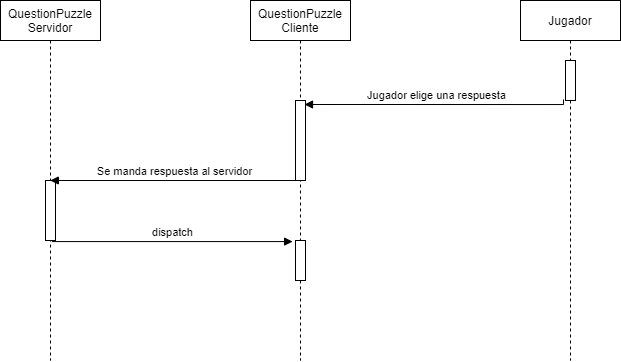 QuestionPuzzle
Servidor
QuestionPuzzle
Cliente
Jugador
Jugador elige una respuesta
Se manda respuesta al servidor
dispatch